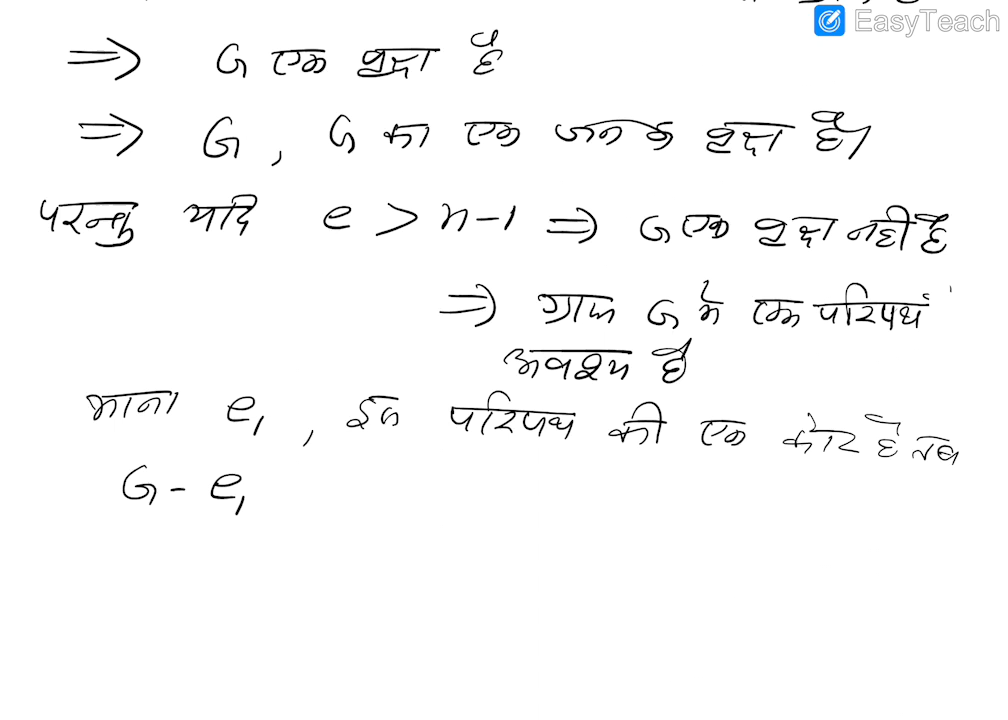 EasyTeach
⇒ G एक वृक्ष है
⇒ G, G का एक जनक वृक्ष है।
परन्तु यदि e > n-1 ⇒ G एक वृक्ष नहीं है
⇒ ग्राफ G में एक परिपथ
अवश्य है
माना e₁, इस परिपथ की एक कोर है तब
G - e₁